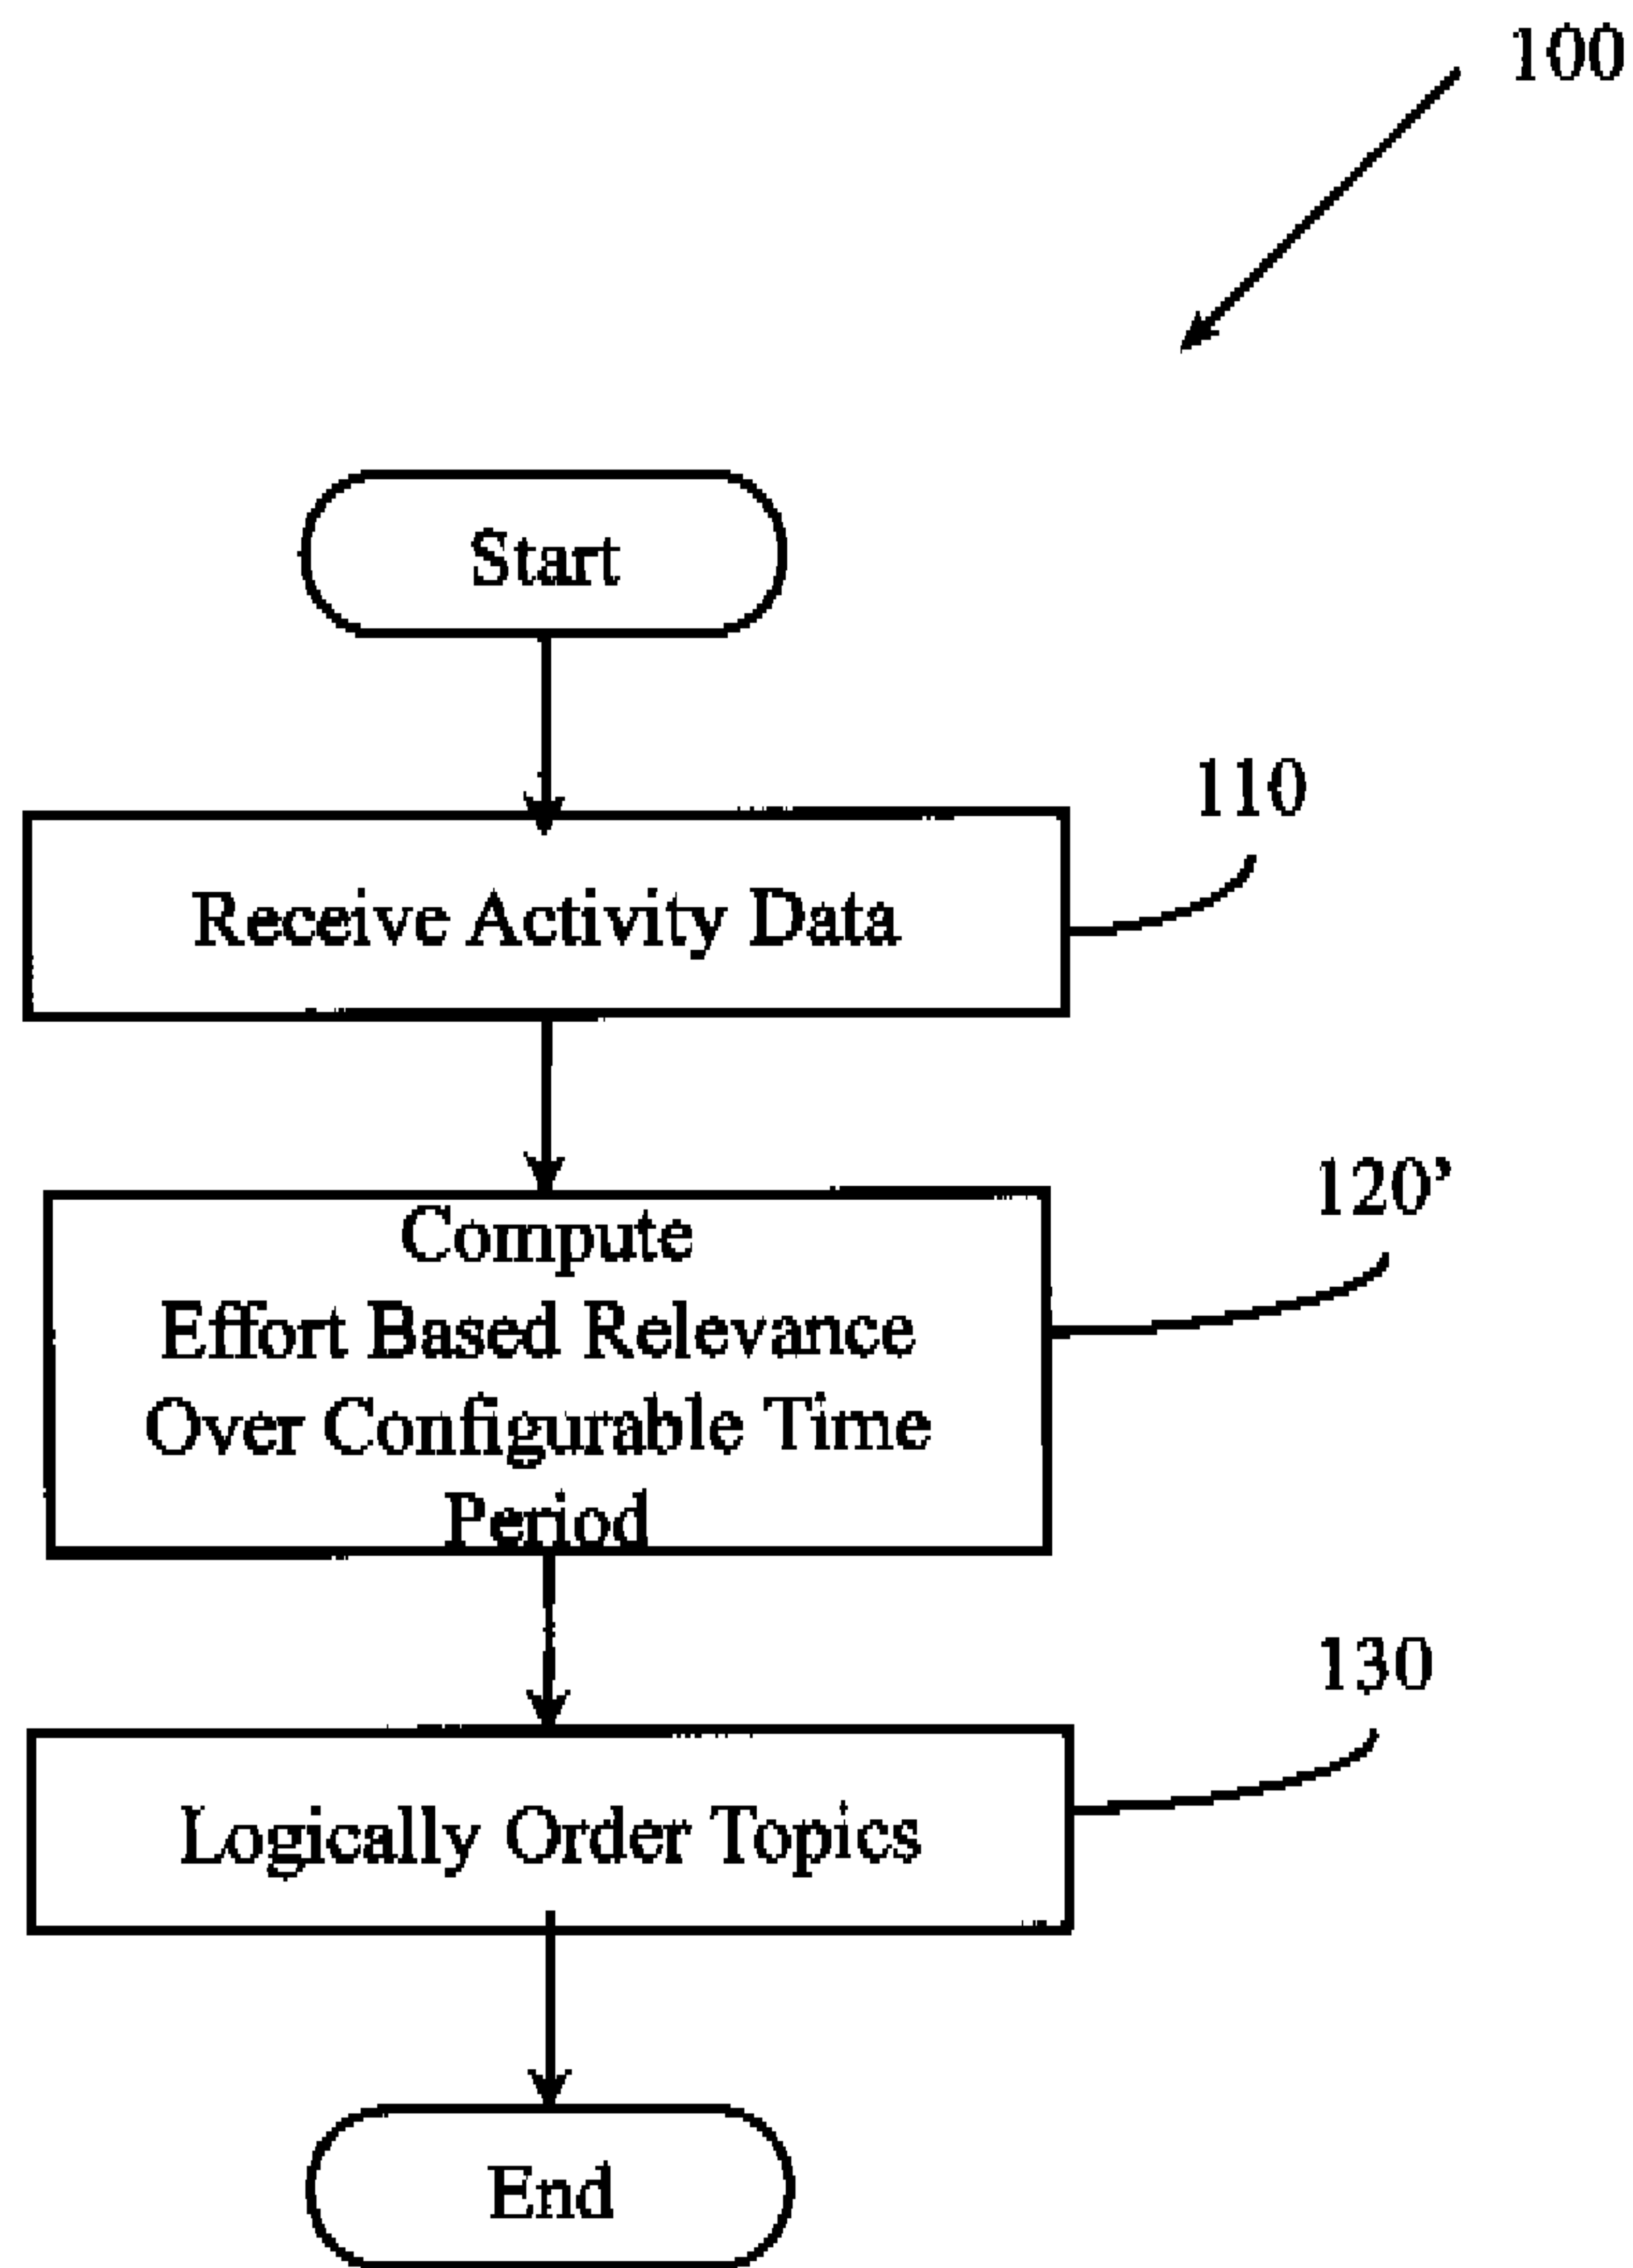 100
Start
110
Receive Activity Data
120’
Compute
Effort Based Relevance
Over Configurable Time
Period
130
Logically Order Topics
End